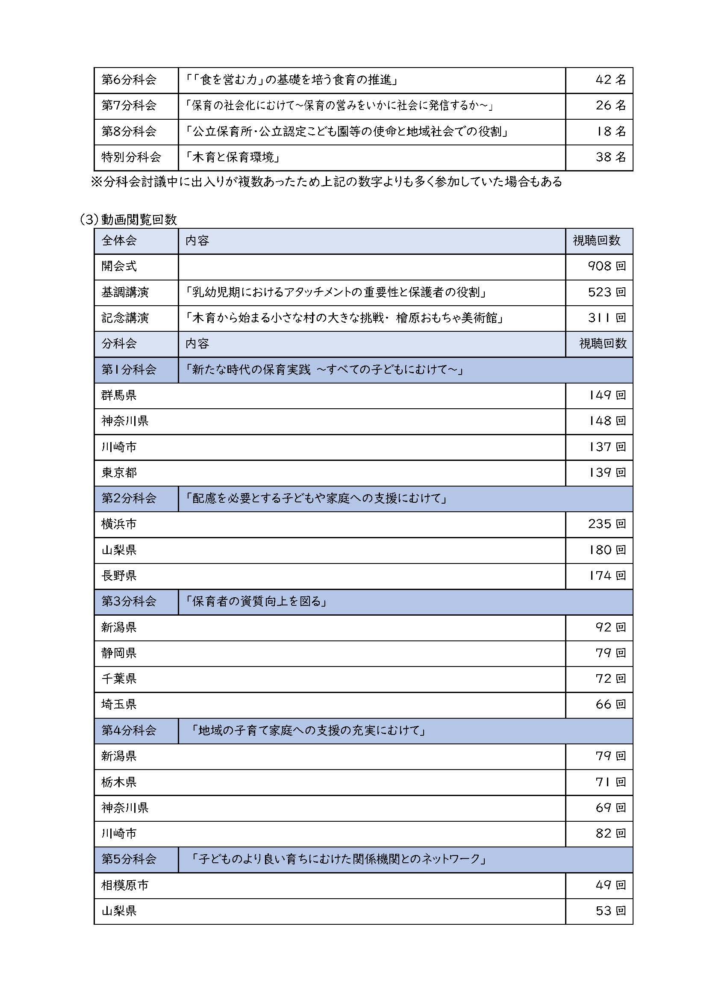 第6分科会 「「食を営む力」の基礎を培う食育の推進」 42 名
第7分科会 「保育の社会化にむけて~保育の営みをいかに社会に発信するか~」 26 名
第8分科会 「公立保育所・公立認定こども園等の使命と地域社会での役割」 18 名
特別分科会 「木育と保育環境」 38 名
※分科会討議中に出入りが複数あったため上記の数字よりも多く参加していた場合もある
(3)動画閲覧回数
全体会 内容 視聴回数
開会式 908 回
基調講演 「乳幼児期におけるアタッチメントの重要性と保護者の役割」 523 回
記念講演 「木育から始まる小さな村の大きな挑戦・ 檜原おもちゃ美術館」 311 回
分科会 内容 視聴回数
第1分科会 「新たな時代の保育実践 ~すべての子どもにむけて~」
群馬県 149 回
神奈川県 148 回
川崎市 137 回
東京都 139 回
第2分科会 「配慮を必要とする子どもや家庭への支援にむけて」
横浜市 235 回
山梨県 180 回
長野県 174 回
第3分科会 「保育者の資質向上を図る」
新潟県 92 回
静岡県 79 回
千葉県 72 回
埼玉県 66 回
第4分科会 「地域の子育て家庭への支援の充実にむけて」
新潟県 79 回
栃木県 71 回
神奈川県 69 回
川崎市 82 回
第5分科会 「子どものより良い育ちにむけた関係機関とのネットワーク」
相模原市 49 回
山梨県 53 回